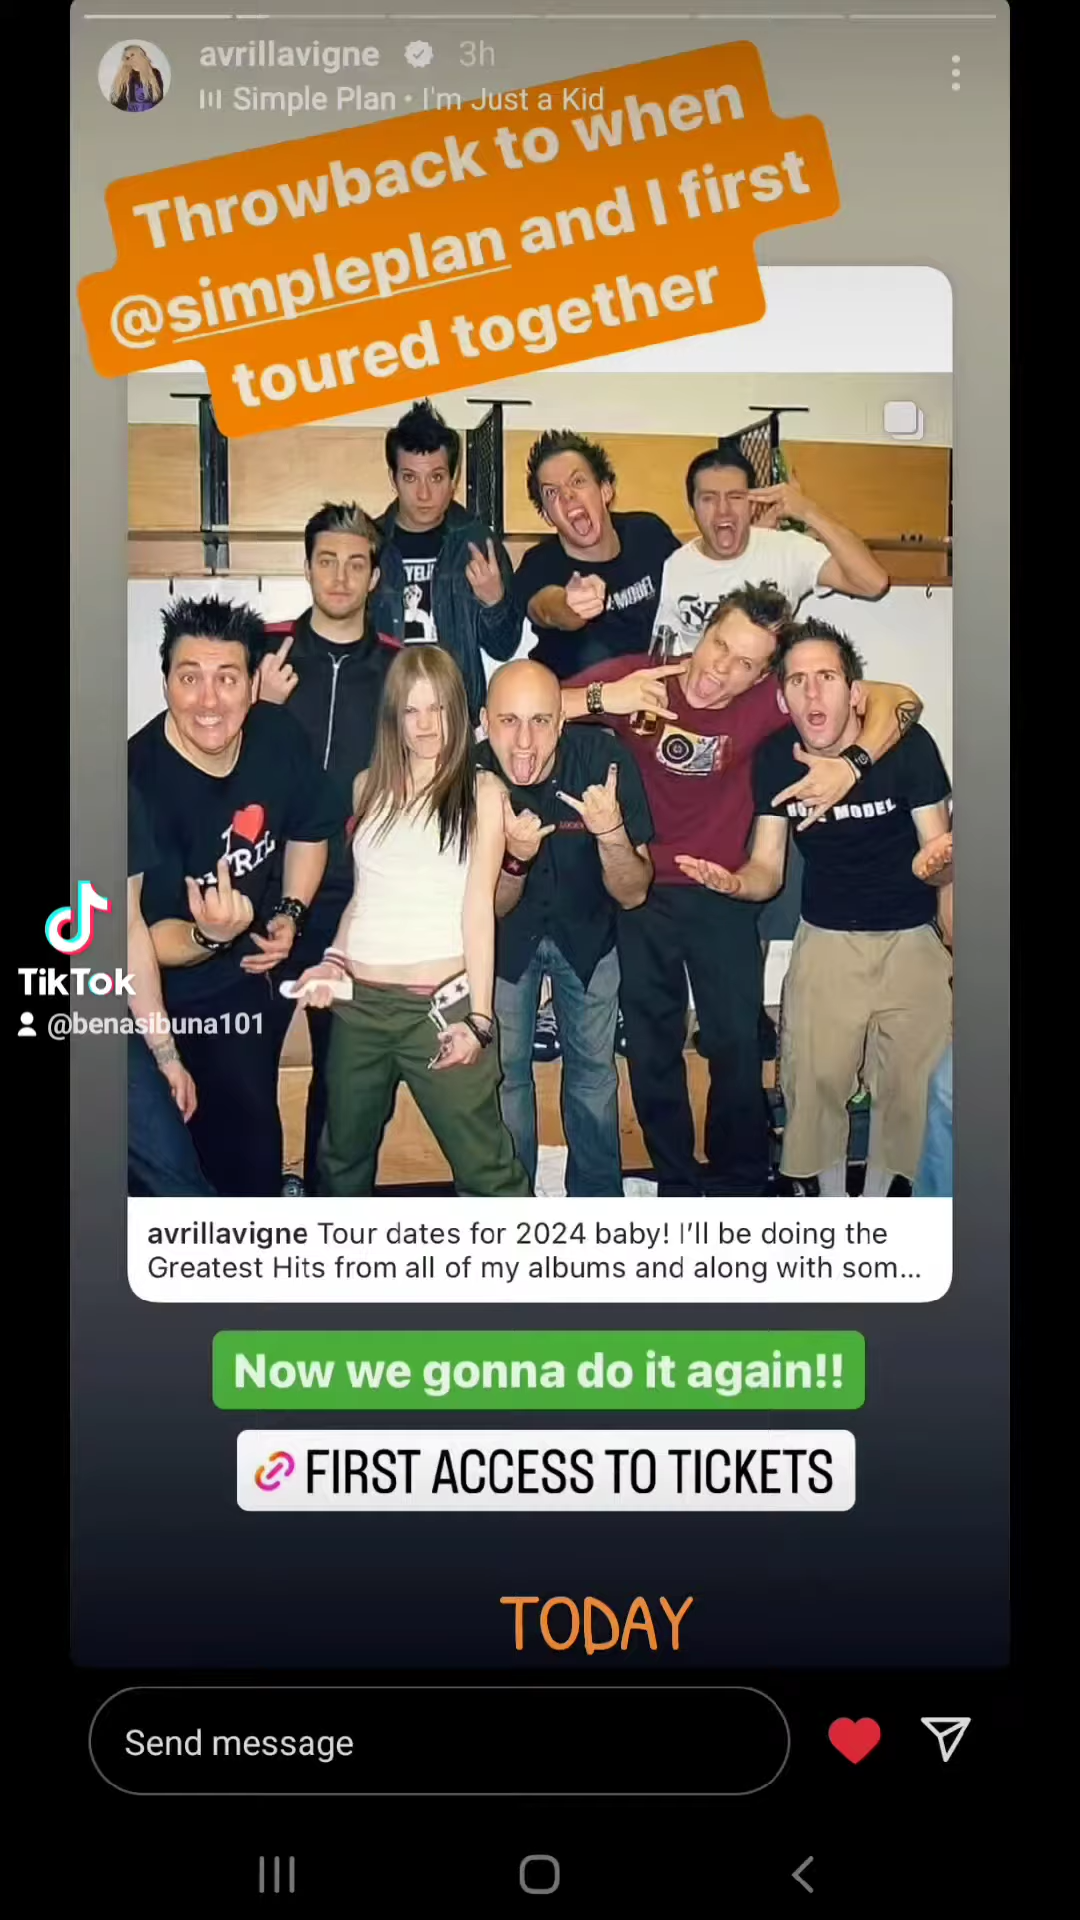 avrillavigne 3h
Simple Plan • I'm Just a Kid
Throwback to when
@simpleplan and I first
toured together
MODEL
MODEL
TikTok
@benasibuna101
avrillavigne Tour dates for 2024 baby! I'll be doing the
Greatest Hits from all of my albums and along with som...
Now we gonna do it again!!
FIRST ACCESS TO TICKETS
TODAY
Send message